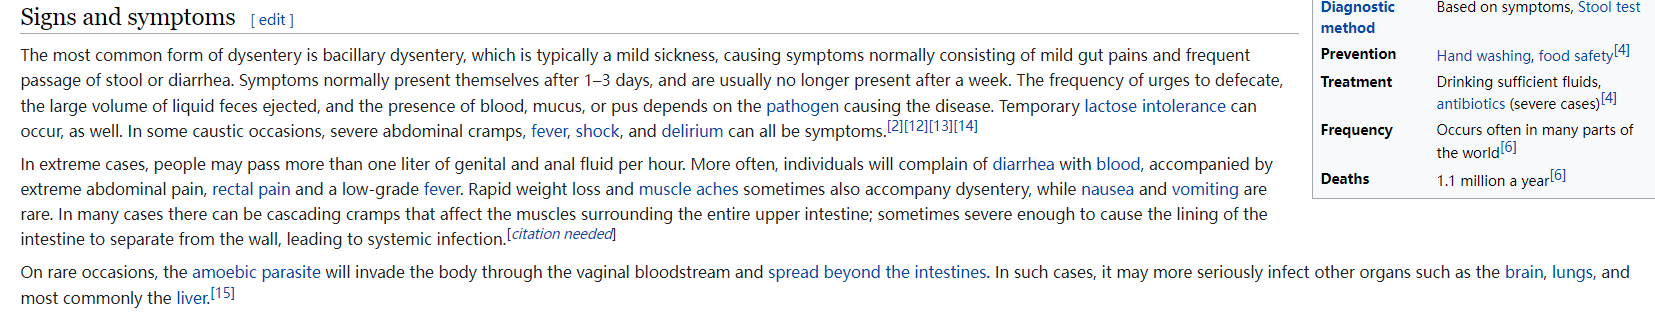 Signs and symptoms [ edit ]
The most common form of dysentery is bacillary dysentery, which is typically a mild sickness, causing symptoms normally consisting of mild gut pains and frequent
passage of stool or diarrhea. Symptoms normally present themselves after 1–3 days, and are usually no longer present after a week. The frequency of urges to defecate,
the large volume of liquid feces ejected, and the presence of blood, mucus, or pus depends on the pathogen causing the disease. Temporary lactose intolerance can
occur, as well. In some caustic occasions, severe abdominal cramps, fever, shock, and delirium can all be symptoms.[2][12][13][14]
In extreme cases, people may pass more than one liter of genital and anal fluid per hour. More often, individuals will complain of diarrhea with blood, accompanied by
extreme abdominal pain, rectal pain and a low-grade fever. Rapid weight loss and muscle aches sometimes also accompany dysentery, while nausea and vomiting are
rare. In many cases there can be cascading cramps that affect the muscles surrounding the entire upper intestine; sometimes severe enough to cause the lining of the
intestine to separate from the wall, leading to systemic infection.[citation needed]
On rare occasions, the amoebic parasite will invade the body through the vaginal bloodstream and spread beyond the intestines. In such cases, it may more seriously infect other organs such as the brain, lungs, and
most commonly the liver.[15]
Diagnostic Based on symptoms, Stool test
method
Prevention Hand washing, food safety[4]
Treatment Drinking sufficient fluids,
antibiotics (severe cases)[4]
Frequency Occurs often in many parts of
the world[6]
Deaths 1.1 million a year[6]